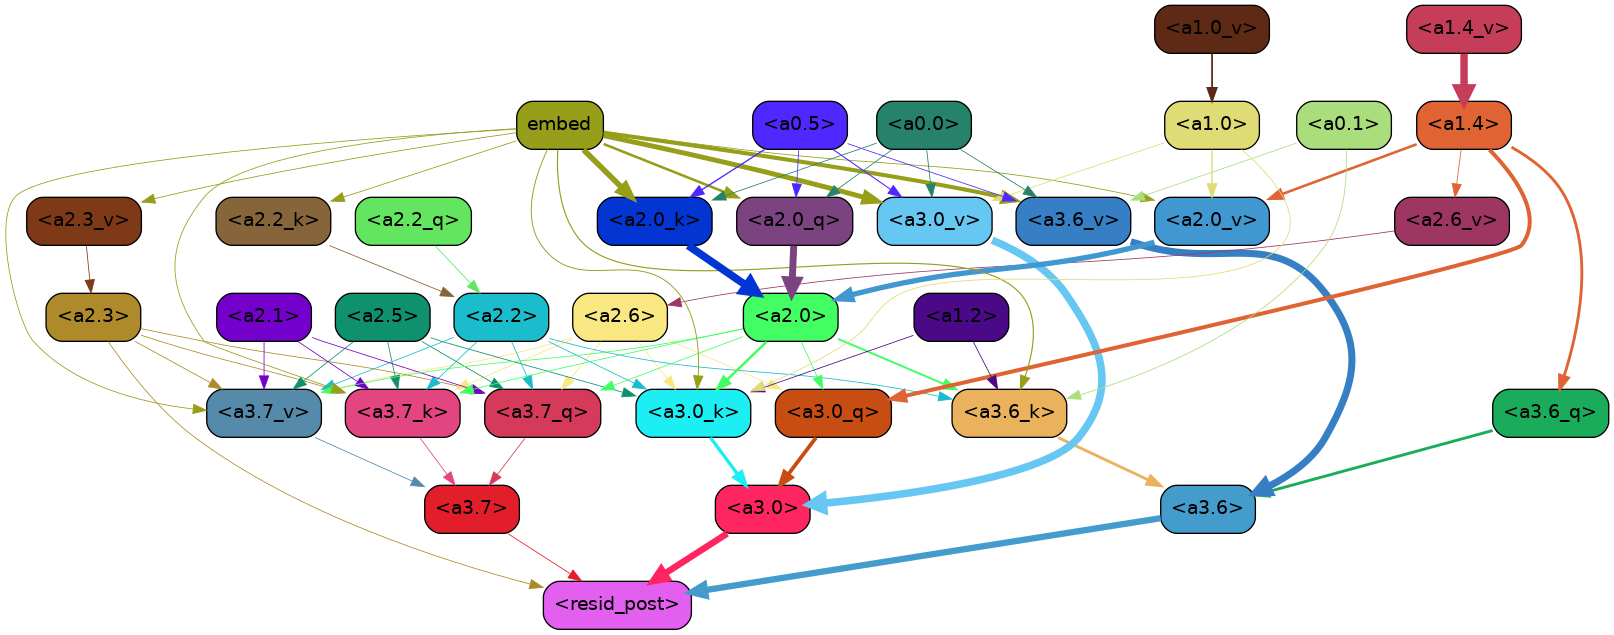 <a1.0_v>
<a1.4_v>
embed
<a0.5>
<a0.0>
<a1.0>
<a0.1>
<a1.4>
<a2.3_v>
<a2.2_k>
<a2.2_q>
<a2.0_k>
<a2.0_q>
<a3.0_v>
<a3.6_v>
<a2.0_v>
<a2.6_v>
<a2.3>
<a2.1>
<a2.5>
<a2.2>
<a2.6>
<a2.0>
<a1.2>
<a3.7_v>
<a3.7_k>
<a3.7_q>
<a3.0_k>
<a3.0_q>
<a3.6_k>
<a3.6_q>
<a3.7>
<a3.0>
<a3.6>
<resid_post>